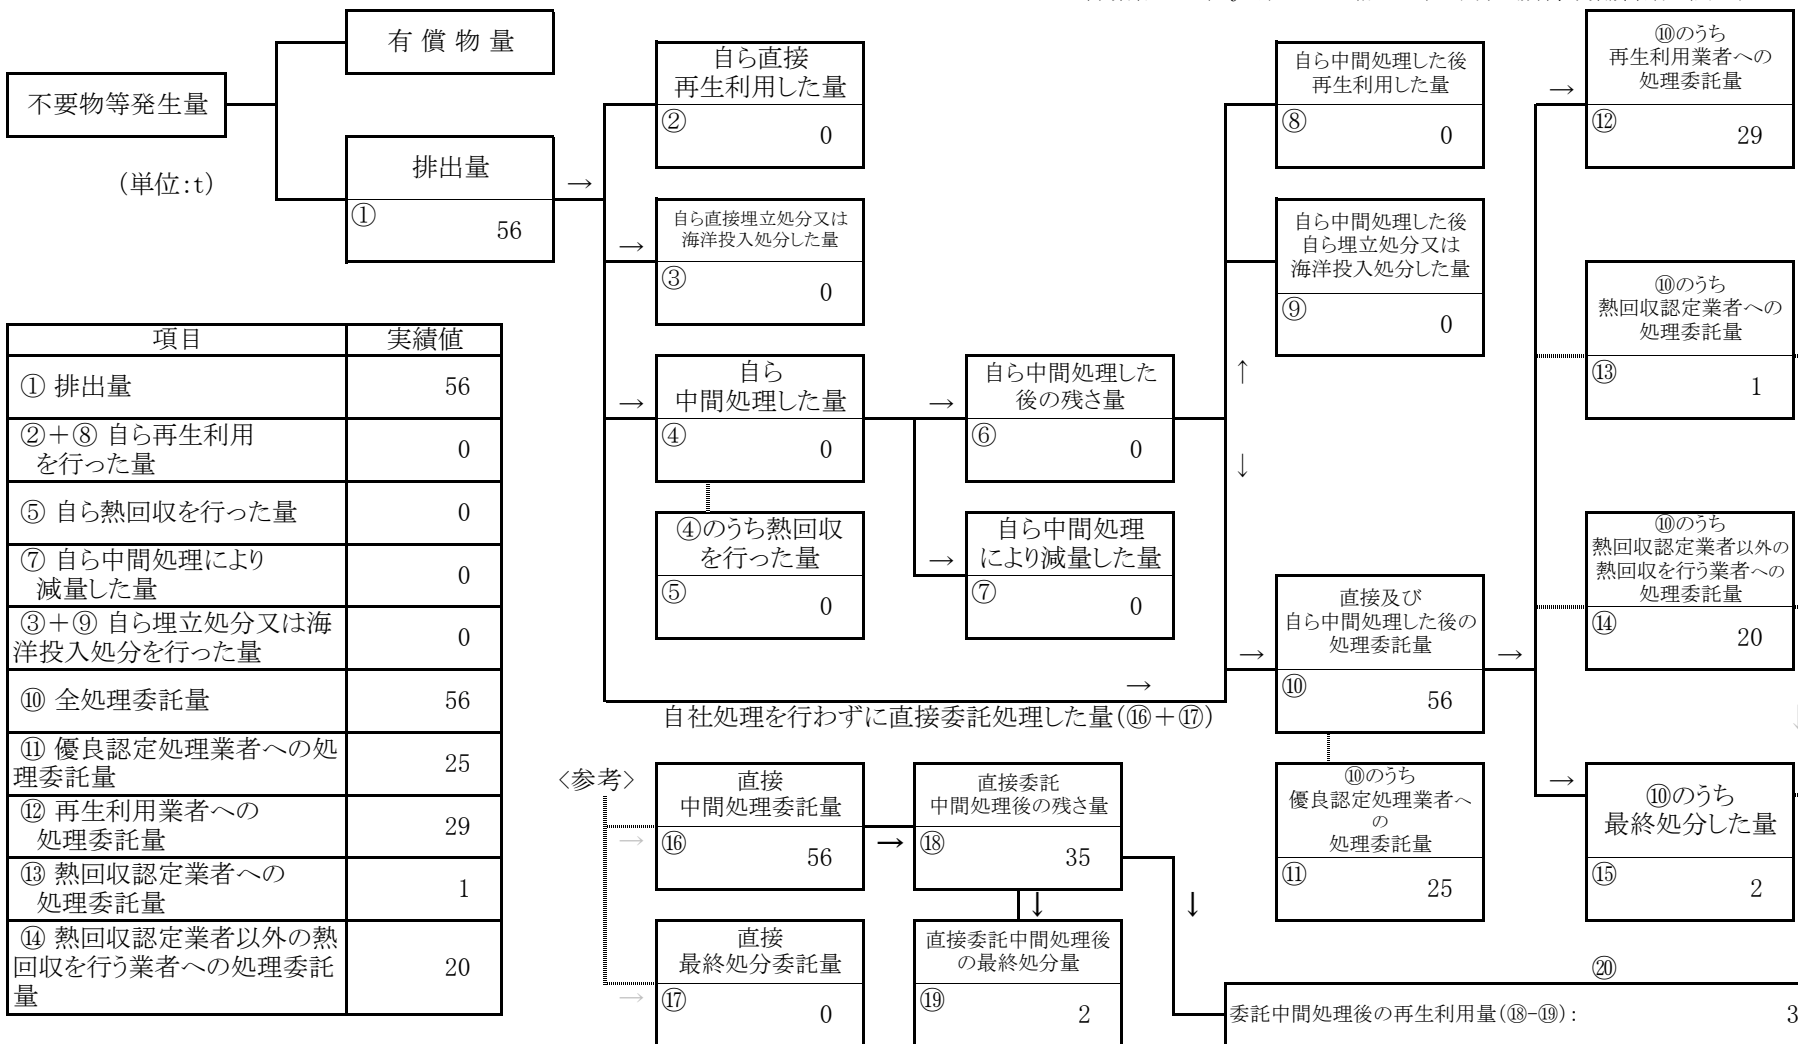 不要物等発生量
(単位:t)
有償物量
排出量
①
56
→
自ら直接
再生利用した量
②
0
→
自ら直接埋立処分又は
海洋投入処分した量
③
0
→
自ら
中間処理した量
④
0
④のうち熱回収
を行った量
⑤
0
→
自ら中間処理した
後の残さ量
⑥
0
→
自ら中間処理
により減量した量
⑦
0
自ら中間処理した後
再生利用した量
⑧
0
自ら中間処理した後
自ら埋立処分又は
海洋投入処分した量
⑨
0
↑
↓
→
自社処理を行わずに直接委託処理した量(⑯+⑰)
→
直接及び
自ら中間処理した後の
処理委託量
⑩
56
→
⑩のうち
優良認定処理業者へ
の
処理委託量
⑪
25
→
⑩のうち
再生利用業者への
処理委託量
⑫
29
⑩のうち
熱回収認定業者への
処理委託量
⑬
1
⑩のうち
熱回収認定業者以外の
熱回収を行う業者への
処理委託量
⑭
20
→
⑩のうち
最終処分した量
⑮
2
項目 実績値
① 排出量 56
②+⑧ 自ら再生利用
を行った量 0
⑤ 自ら熱回収を行った量 0
⑦ 自ら中間処理により
減量した量 0
③+⑨ 自ら埋立処分又は海
洋投入処分を行った量 0
⑩ 全処理委託量 56
⑪ 優良認定処理業者への処
理委託量 25
⑫ 再生利用業者への
処理委託量 29
⑬ 熱回収認定業者への
処理委託量 1
⑭ 熱回収認定業者以外の熱
回収を行う業者への処理委託
量 20
<参考>
→
直接
中間処理委託量
⑯
56
→
直接委託
中間処理後の残さ量
⑱
35
↓
↓
→
直接
最終処分委託量
⑰
0
直接委託中間処理後
の最終処分量
⑲
2
⑳
委託中間処理後の再生利用量(⑱-⑲): 3